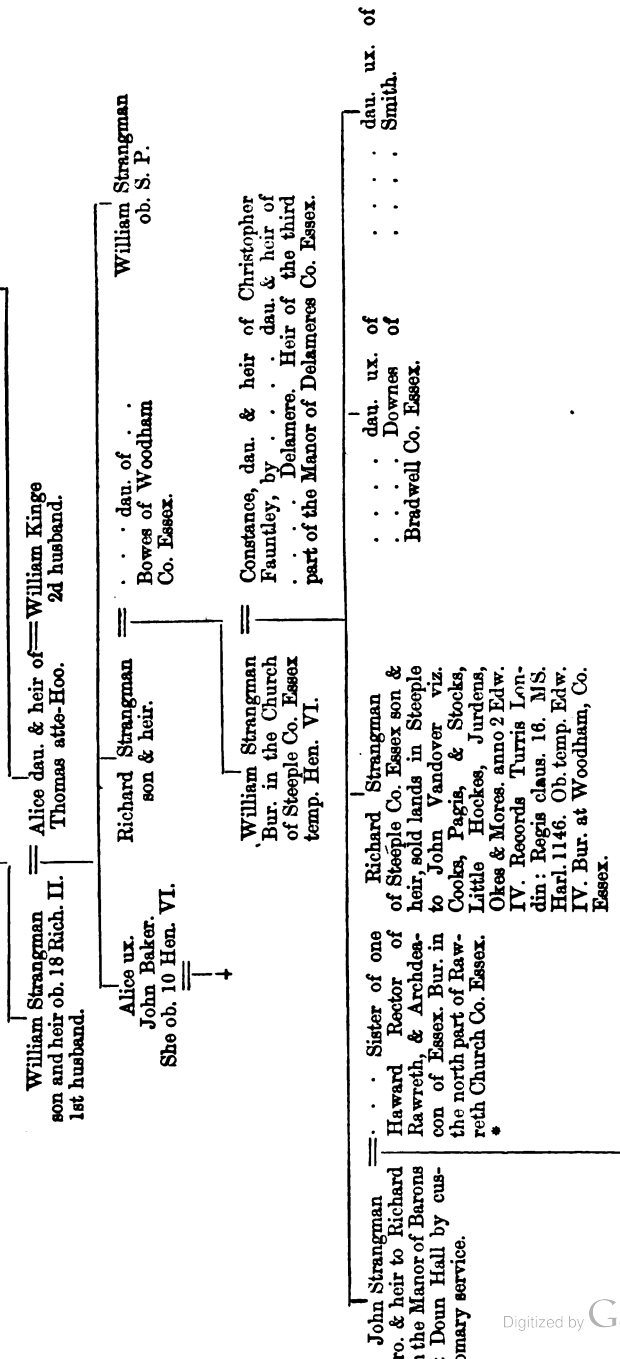 William Strangman
son and heir ob. 18 Rich. II.
1st husband.
Alice dau. & heir of
Thomas atte-Hoo.
William Kinge
2d husband.
Alice ux.
John Baker.
She ob. 10 Hen. VI.
Richard Strangman
son & heir.
. . . dau. of . .
Bowes of Woodham
Co. Essex.
William Strangman
ob. S. P.
William Strangman
Bur. in the Church
of Steeple Co. Essex
temp. Hen. VI.
Constance, dau. & heir of Christopher
Fauntley, by . . . . . dau. & heir of
. . . . . Delamere. Heir of the third
part of the Manor of Delameres Co. Essex.
John Strangman
ro. & heir to Richard
the Manor of Barons
: Doun Hall by cus-
omary service.
. . . Sister of one
Haward Rector of
Rawreth, & Archdea-
con of Essex. Bur. in
the north part of Raw-
reth Church Co. Essex.
*
Richard Strangman
of Steeple Co. Essex son &
heir, sold lands in Steeple
to John Vandover viz.
Cooks, Pagis, & Stocks,
Little Hockes, Jurdens,
Okes & Mores. anno 2 Edw.
IV. Records Turris Lon-
din: Regis claus. 16. MS.
Harl. 1146. Ob. temp. Edw.
IV. Bur. at Woodham, Co.
Essex.
. . . . . dau. ux. of
. . . . Downes of
Bradwell Co. Essex.
. . . . . dau. ux. of
. . . . . Smith.
Digitized by G